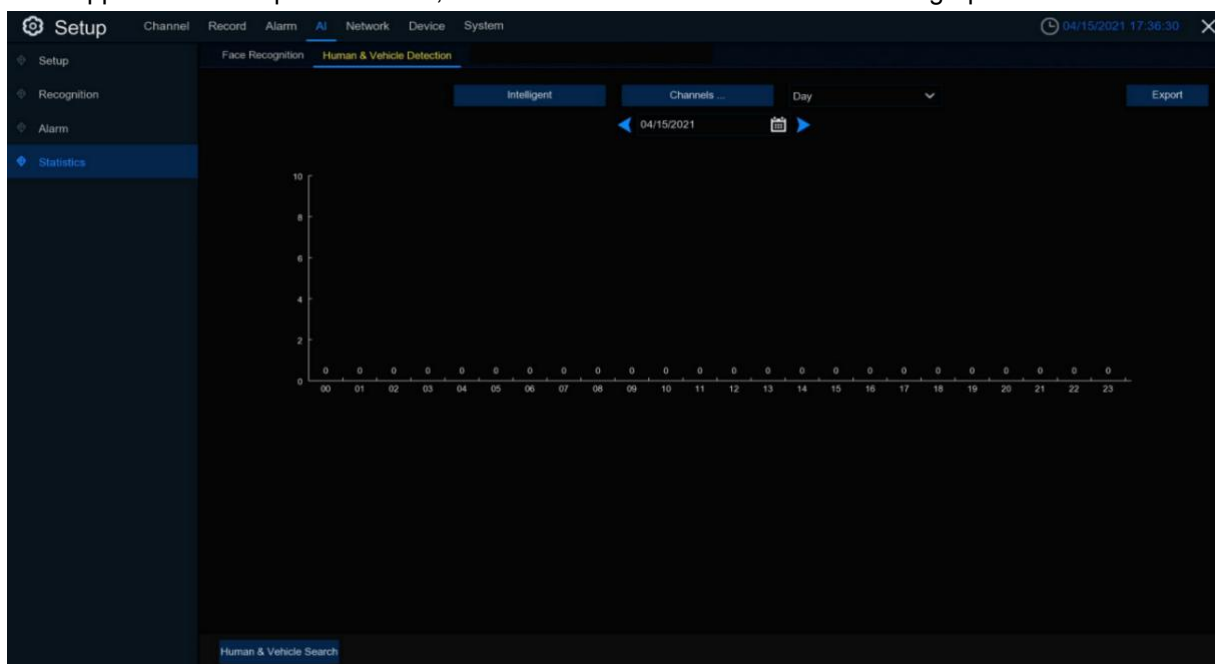 Setup Channel Record Alarm AI Network Device System 04/15/2021 17:36:30
Setup
Recognition
Alarm
Statistics
Face Recognition Human & Vehicle Detection
Intelligent Channels ... Day Export
04/15/2021
10
8
6
4
2
0
0 0 0 0 0 0 0 0 0 0 0 0 0 0 0 0 0 0 0 0 0 0 0 0
00 01 02 03 04 05 06 07 08 09 10 11 12 13 14 15 16 17 18 19 20 21 22 23
Human & Vehicle Search